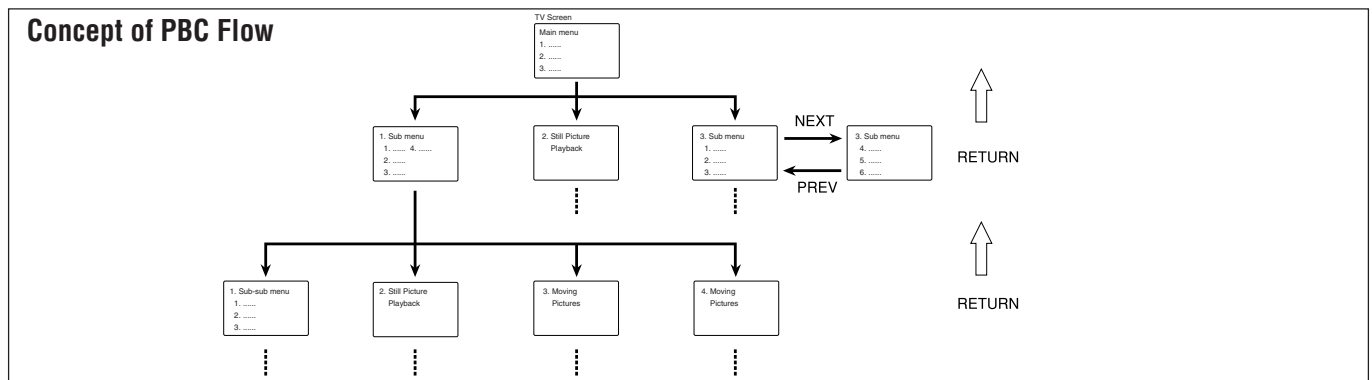 Concept of PBC Flow
TV Screen
Main menu
1. ......
2. ......
3. ......
1. Sub menu
1. ...... 4. ......
2. ......
3. ......
2. Still Picture
Playback
3. Sub menu
1. ......
2. ......
3. ......
NEXT
PREV
3. Sub menu
4. ......
5. ......
6. ......
RETURN
1. Sub-sub menu
1. ......
2. ......
3. ......
2. Still Picture
Playback
3. Moving
Pictures
4. Moving
Pictures
RETURN